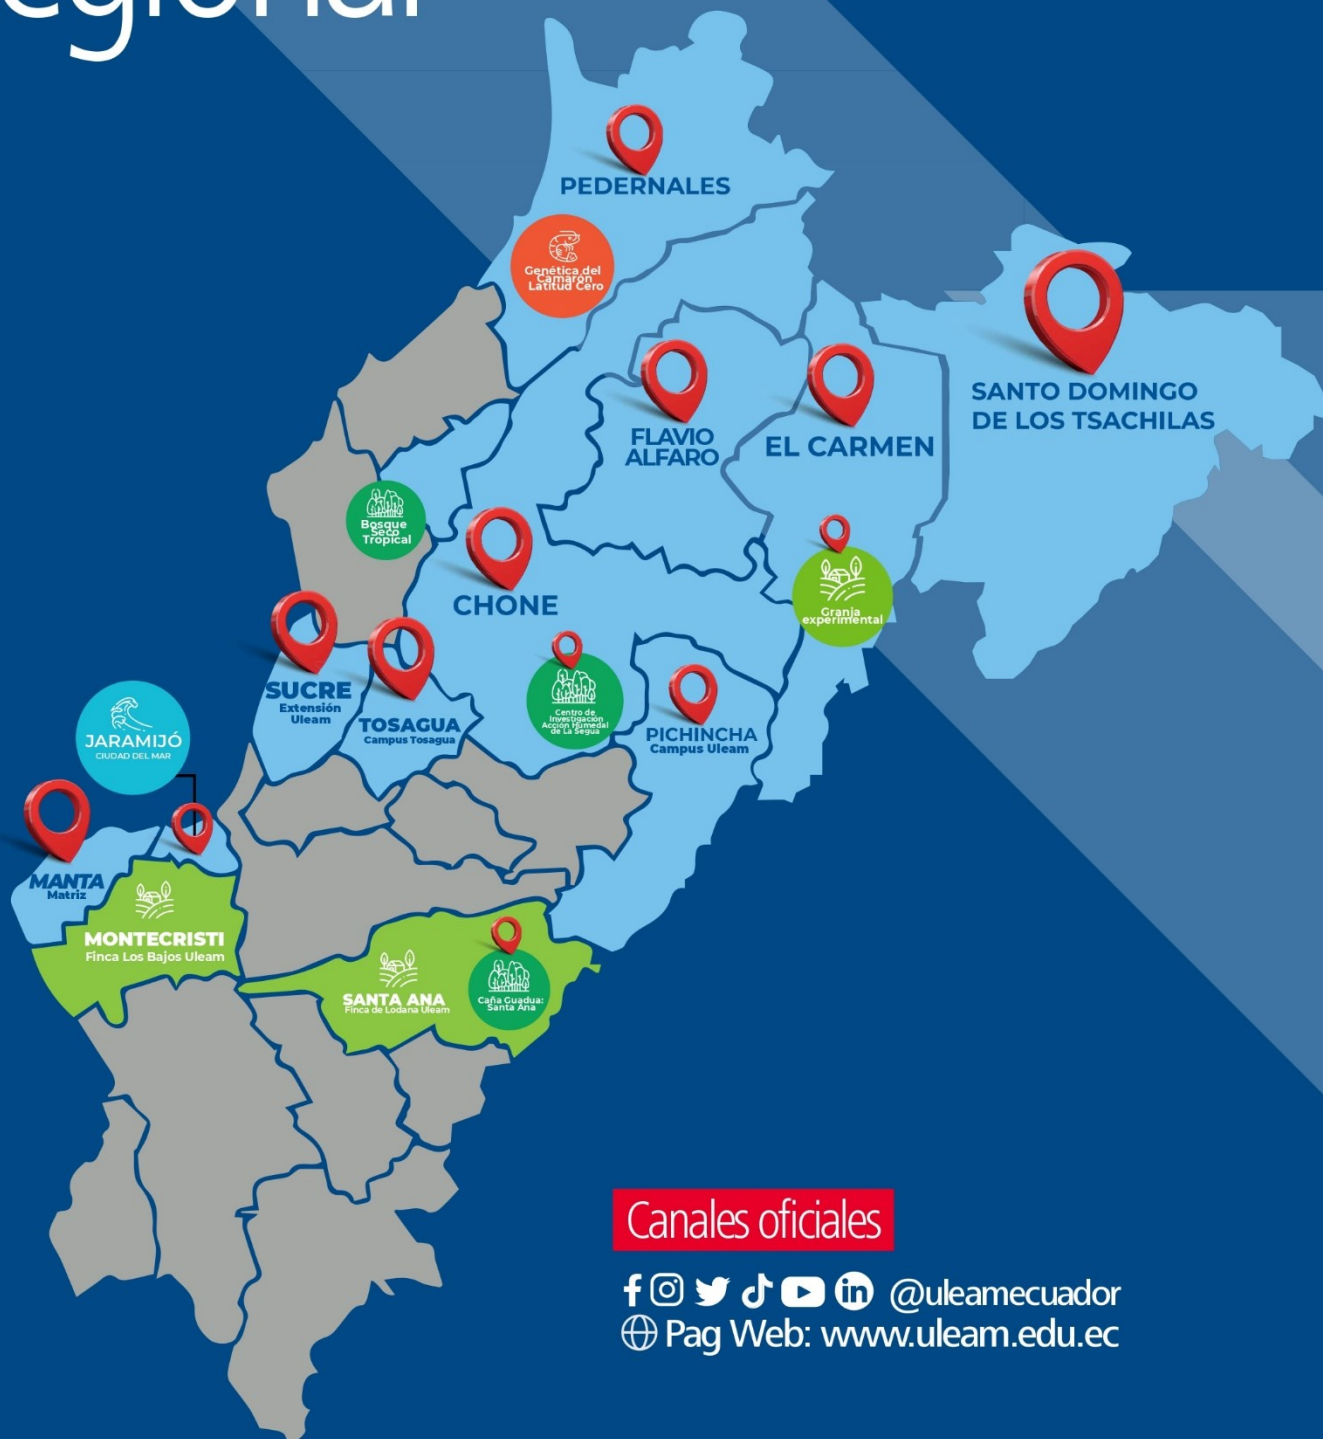 PEDERNALES
Genética del
Camarón
Latitud Cero
SANTO DOMINGO
DE LOS TSACHILAS
FLAVIO
ALFARO
EL CARMEN
Bosque
Seco
Tropical
CHONE
Granja
experimental
SUCRE
Extensión
Uleam
TOSAGUA
Campus Tosagua
Centro de
Investigación
Acción Humedal
de La Segua
PICHINCHA
Campus Uleam
JARAMIJÓ
CIUDAD DEL MAR
MANTA
Matriz
MONTECRISTI
Finca Los Bajos Uleam
SANTA ANA
Finca de Lodana Uleam
Caña Guadua:
Santa Ana
Canales oficiales
@uleamecuador
Pag Web: www.uleam.edu.ec